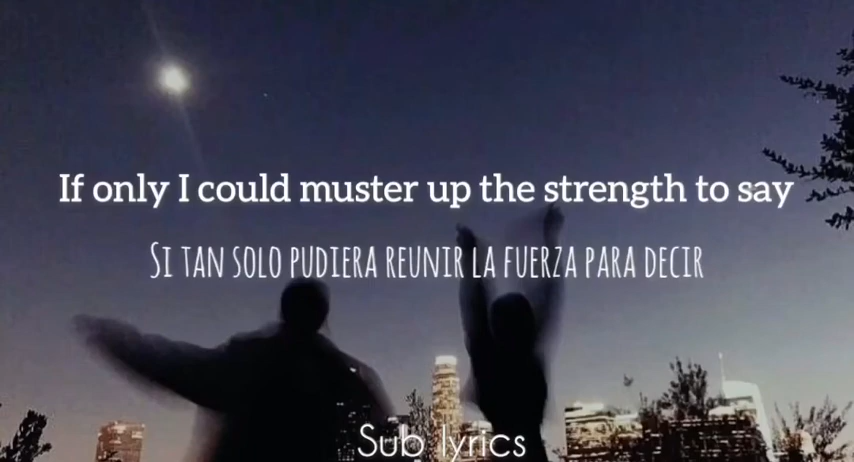 If only I could muster up the strength to say
SI TAN SOLO PUDIERA REUNIR LA FUERZA PARA DECIR
Sub lyrics